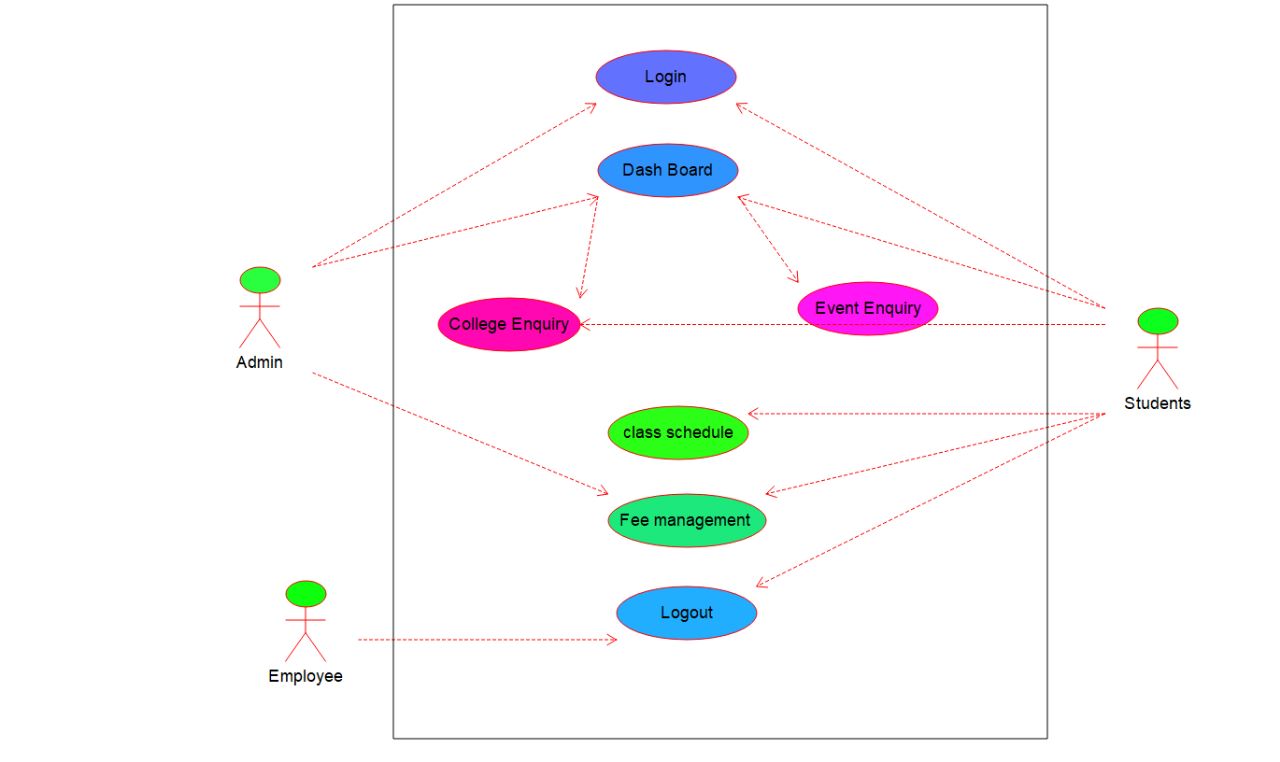 Login
Dash Board
Event Enquiry
College Enquiry
Admin
Students
class schedule
Fee management
Logout
Employee